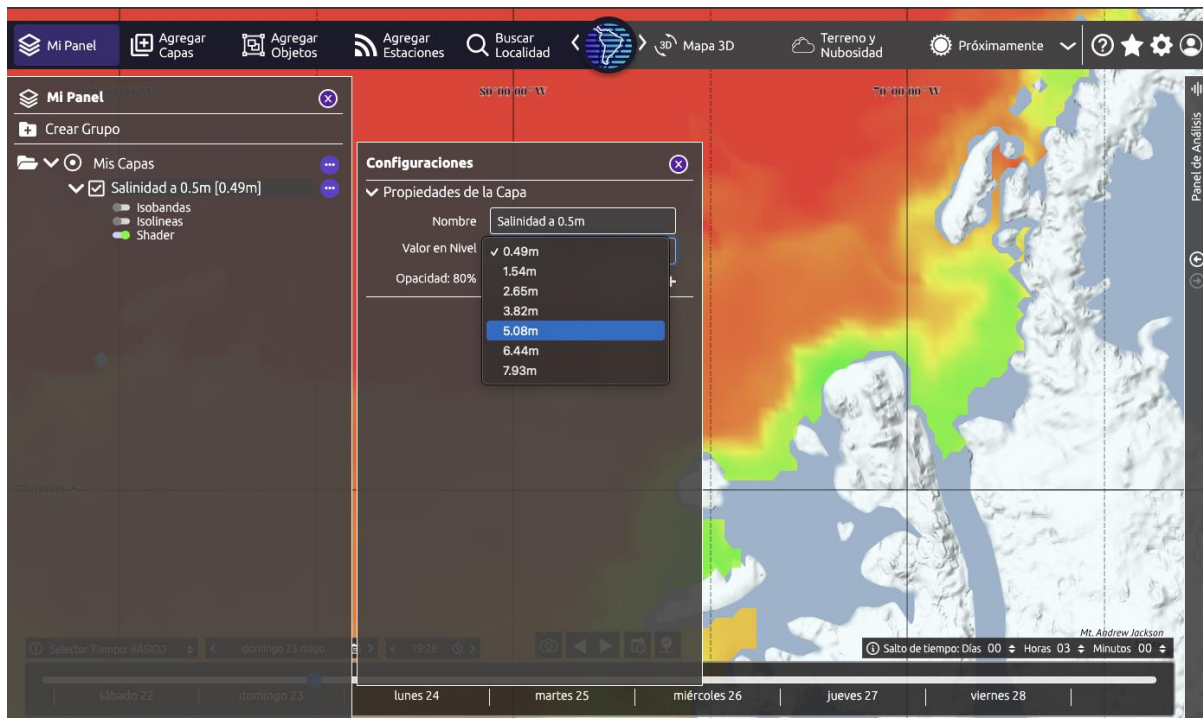 Mi Panel
Agregar Capas
Agregar Objetos
Agregar Estaciones
Buscar Localidad
3D Mapa 3D
Terreno y Nubosidad
Próximamente
Mi Panel
Crear Grupo
Mis Capas
Salinidad a 0.5m [0.49m]
Isobandas
Isolineas
Shader
80°00'00" W
70°00'00" W
Panel de Análisis
Configuraciones
Propiedades de la Capa
Nombre Salinidad a 0.5m
Valor en Nivel
✓ 0.49m
1.54m
2.65m
3.82m
5.08m
6.44m
7.93m
Opacidad: 80% +
Mt. Andrew Jackson
Selector Tiempo: BÁSICO
domingo 23 mayo
19:26
Salto de tiempo: Días 00 Horas 03 Minutos 00
sábado 22
domingo 23
lunes 24
martes 25
miércoles 26
jueves 27
viernes 28